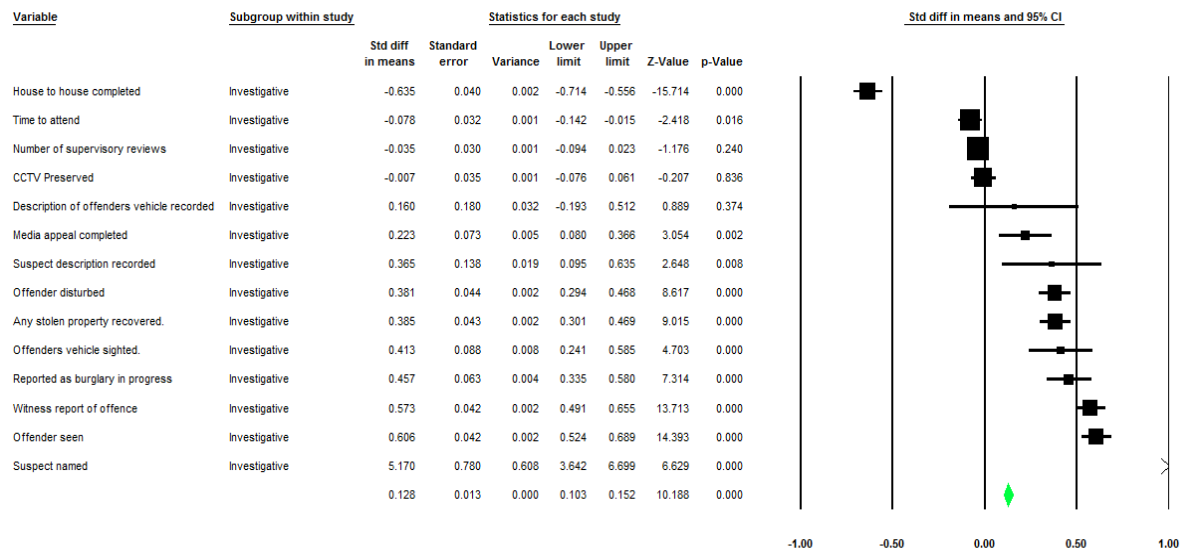 Variable Subgroup within study Statistics for each study Std diff in means and 95% CI
Std diff Standard Lower Upper
in means error Variance limit limit Z-Value p-Value
House to house completed Investigative -0.635 0.040 0.002 -0.714 -0.556 -15.714 0.000
Time to attend Investigative -0.078 0.032 0.001 -0.142 -0.015 -2.418 0.016
Number of supervisory reviews Investigative -0.035 0.030 0.001 -0.094 0.023 -1.176 0.240
CCTV Preserved Investigative -0.007 0.035 0.001 -0.076 0.061 -0.207 0.836
Description of offenders vehicle recorded Investigative 0.160 0.180 0.032 -0.193 0.512 0.889 0.374
Media appeal completed Investigative 0.223 0.073 0.005 0.080 0.366 3.054 0.002
Suspect description recorded Investigative 0.365 0.138 0.019 0.095 0.635 2.648 0.008
Offender disturbed Investigative 0.381 0.044 0.002 0.294 0.468 8.617 0.000
Any stolen property recovered. Investigative 0.385 0.043 0.002 0.301 0.469 9.015 0.000
Offenders vehicle sighted. Investigative 0.413 0.088 0.008 0.241 0.585 4.703 0.000
Reported as burglary in progress Investigative 0.457 0.063 0.004 0.335 0.580 7.314 0.000
Witness report of offence Investigative 0.573 0.042 0.002 0.491 0.655 13.713 0.000
Offender seen Investigative 0.606 0.042 0.002 0.524 0.689 14.393 0.000
Suspect named Investigative 5.170 0.780 0.608 3.642 6.699 6.629 0.000
0.128 0.013 0.000 0.103 0.152 10.188 0.000
-1.00 -0.50 0.00 0.50 1.00